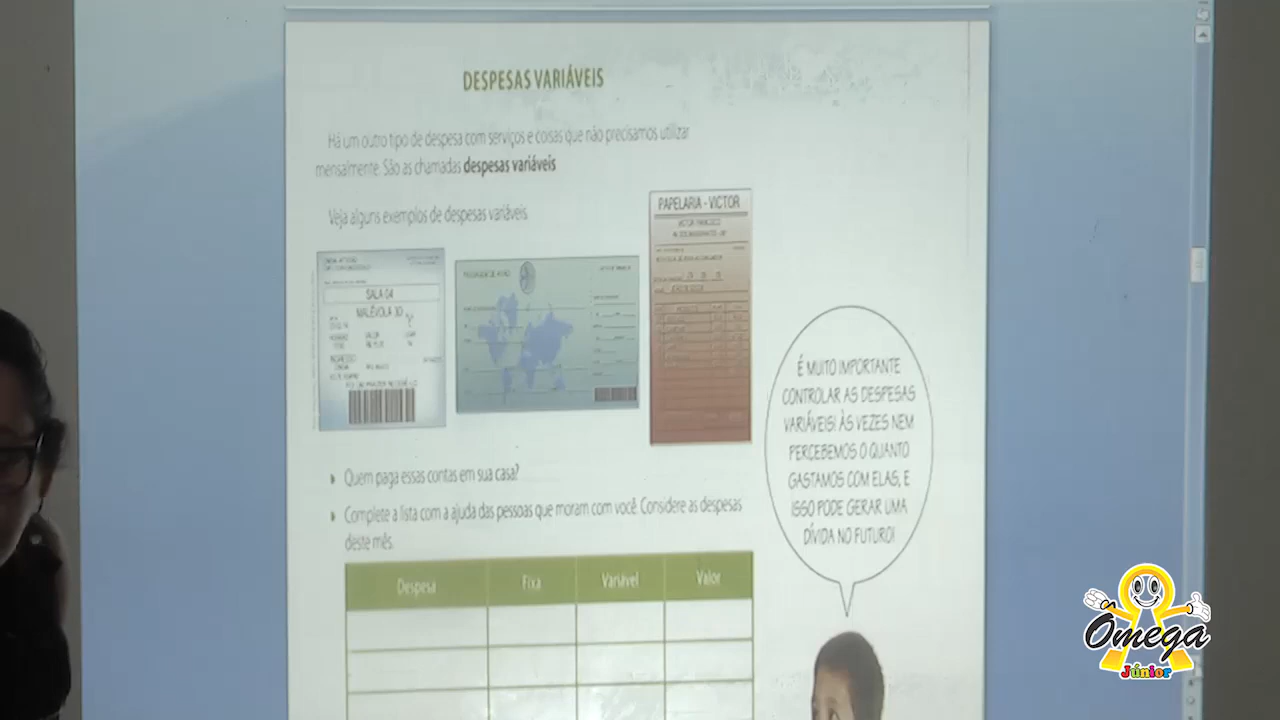 DESPESAS VARIÁVEIS
Há um outro tipo de despesa com serviços e coisas que não precisamos utilizar
mensalmente. São as chamadas despesas variáveis
Veja alguns exemplos de despesas variáveis
PAPELARIA - VICTOR
SALA 04
MALÉVOLA 3D
É MUITO IMPORTANTE
CONTROLAR AS DESPESAS
VARIÁVEIS! ÀS VEZES NEM
PERCEBEMOS O QUANTO
GASTAMOS COM ELAS, E
ISSO PODE GERAR UMA
DÍVIDA NO FUTURO!
Quem paga essas contas em sua casa?
Complete a lista com a ajuda das pessoas que moram com você. Considere as despesas
deste mês.
Despesa Fixa Variável Valor
Ômega
Júnior